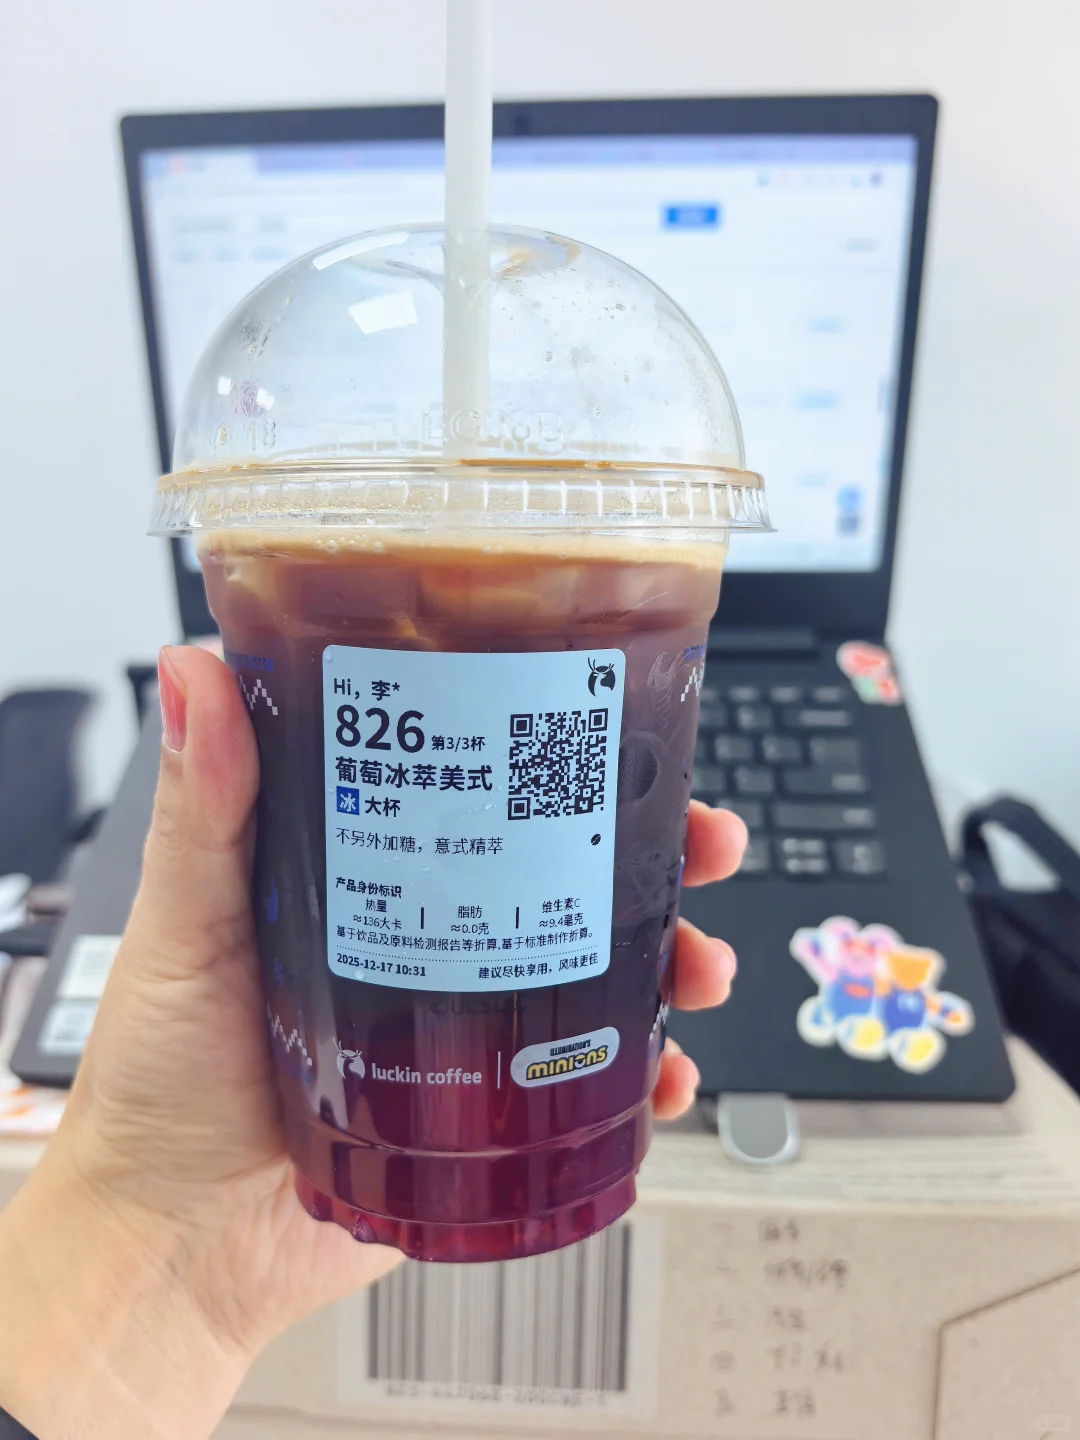 Hi，李*
826 第3/3杯
葡萄冰萃美式
冰 大杯
不另外加糖，意式精萃
产品身份标识
热量 脂肪 维生素C
≈136大卡 ≈0.0克 ≈9.4毫克
基于饮品及原料检测报告等折算,基于标准制作折算。
2025-12-17 10:31 建议尽快享用，风味更佳
luckin coffee
ILLUMINATION'S
minions